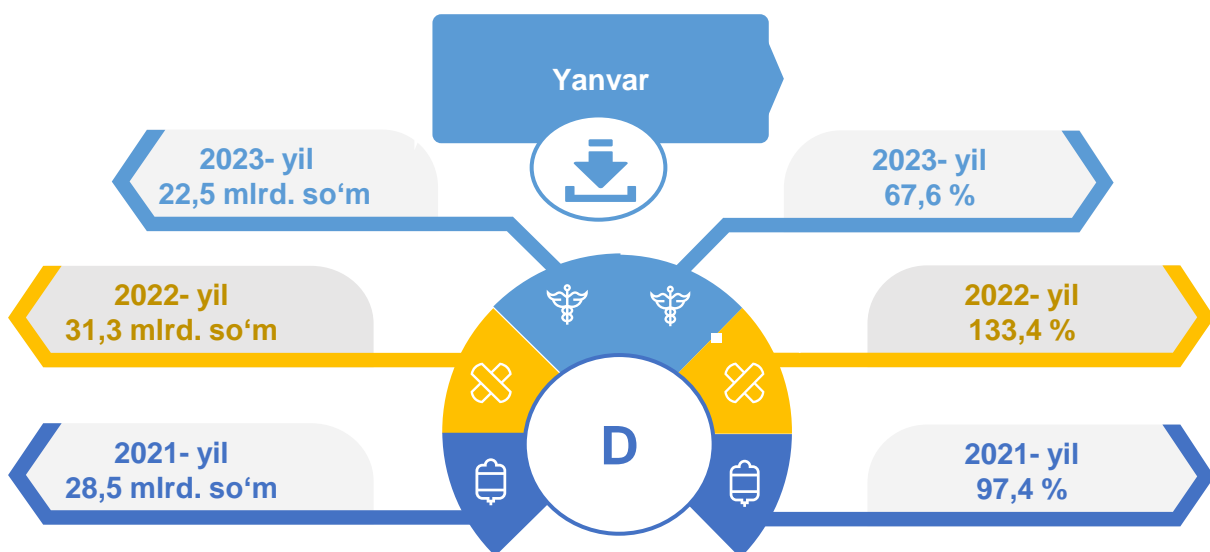 Yanvar
2023- yil
22,5 mlrd. so‘m
2023- yil
67,6 %
2022- yil
31,3 mlrd. so‘m
2022- yil
133,4 %
D
2021- yil
28,5 mlrd. so‘m
2021- yil
97,4 %